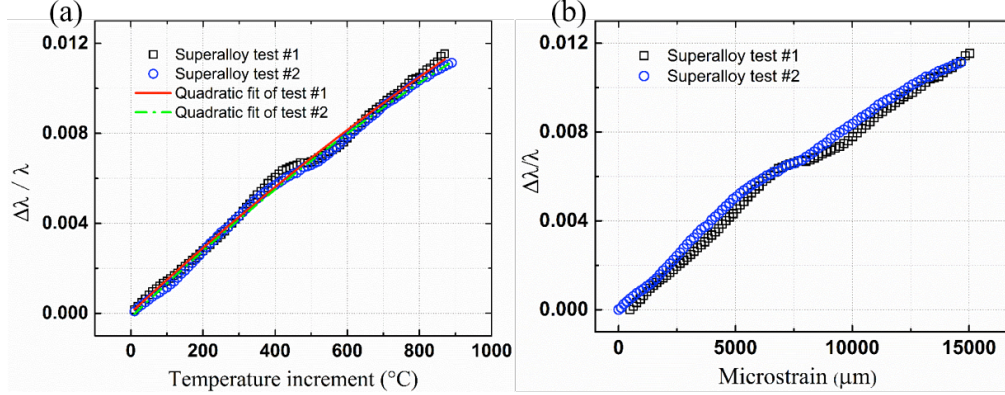 (a)
Superalloy test #1
Superalloy test #2
Quadratic fit of test #1
Quadratic fit of test #2
0.012
0.008
0.004
0.000
Δλ / λ
0 200 400 600 800 1000
Temperature increment (°C)
(b)
Superalloy test #1
Superalloy test #2
0.012
0.008
0.004
0.000
Δλ/λ
0 5000 10000 15000
Microstrain (μm)